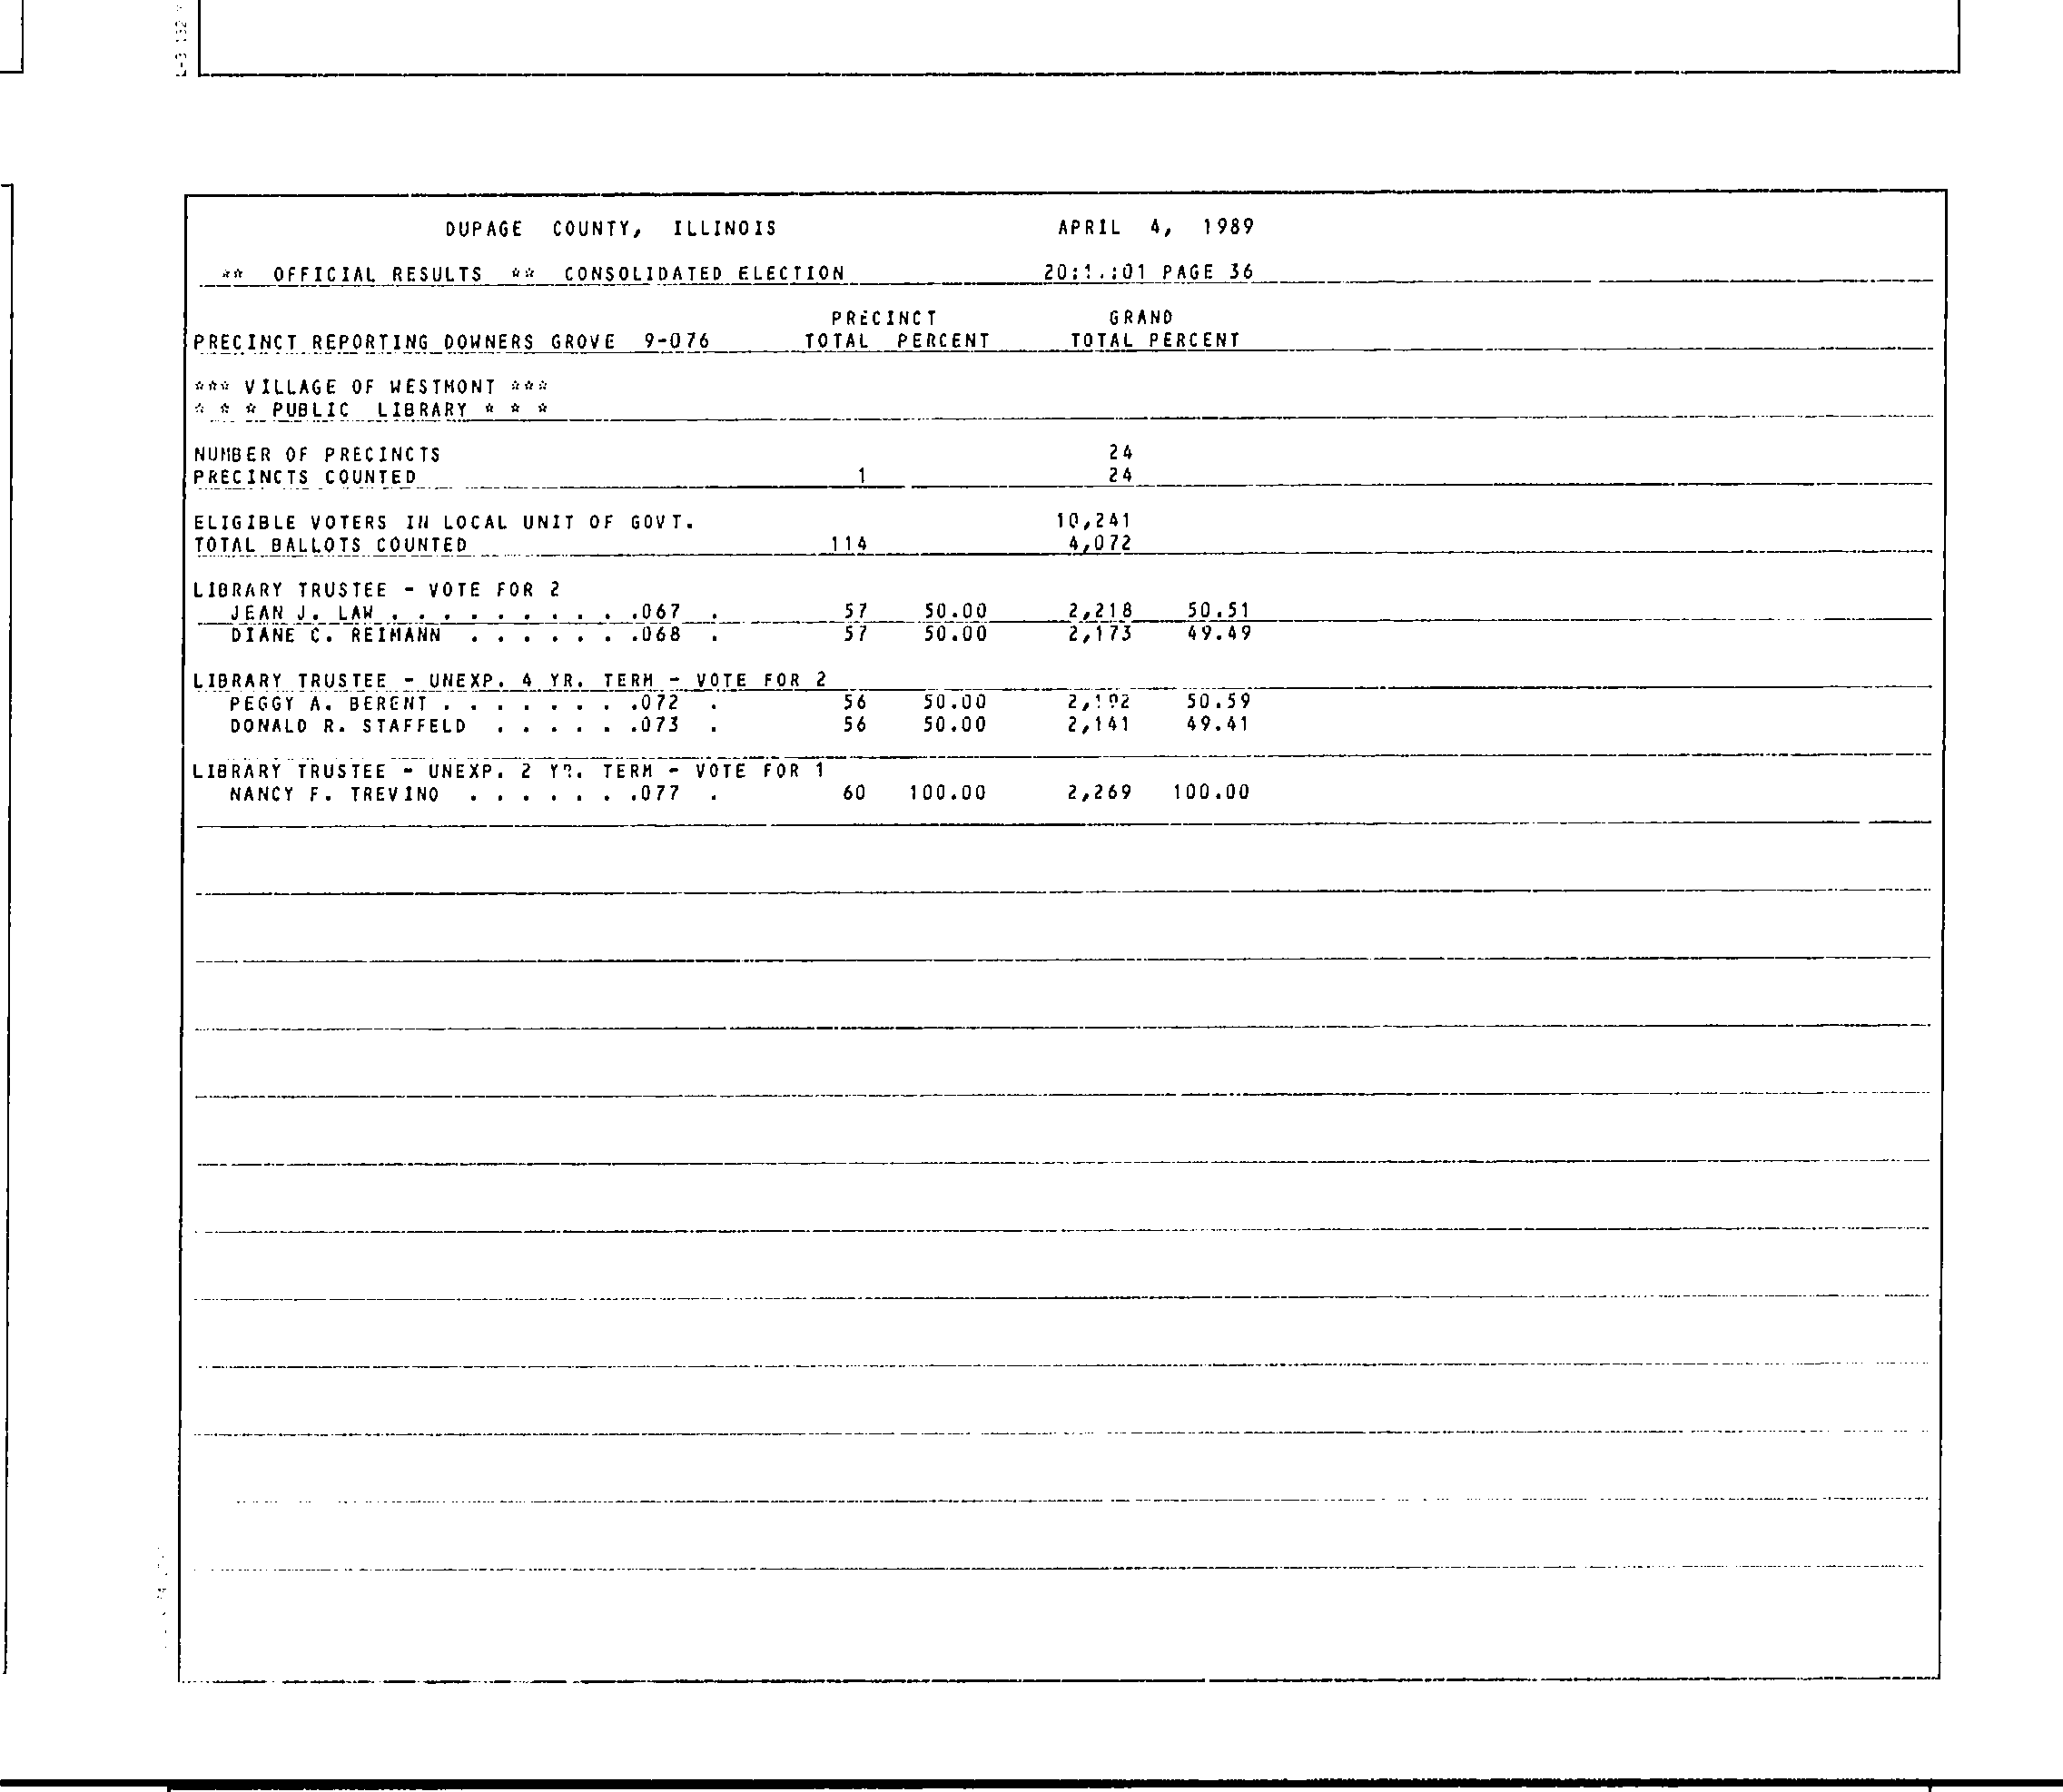 DUPAGE COUNTY, ILLINOIS APRIL 4, 1989
** OFFICIAL RESULTS ** CONSOLIDATED ELECTION PAGE 36
PRECINCT GRAND
PRECINCT REPORTING DOWNERS GROVE 9-076 TOTAL PERCENT TOTAL PERCENT
*** VILLAGE OF WESTMONT ***
* * * PUBLIC LIBRARY * * *
NUMBER OF PRECINCTS 24
PRECINCTS COUNTED 1 24
ELIGIBLE VOTERS IN LOCAL UNIT OF GOVT. 10,241
TOTAL BALLOTS COUNTED 114 4,072
LIBRARY TRUSTEE - VOTE FOR 2
JEAN J. LAW . . . . . . . . . .067 . 57 50.00 2,218 50.51
DIANE C. REIMANN . . . . . . .068 . 57 50.00 2,173 49.49
LIBRARY TRUSTEE - UNEXP. 4 YR. TERM - VOTE FOR 2
PEGGY A. BERENT . . . . . . . .072 . 56 50.00 50.59
DONALD R. STAFFELD . . . . . .073 . 56 50.00 2,141 49.41
LIBRARY TRUSTEE - UNEXP. 2 YR. TERM - VOTE FOR 1
NANCY F. TREVINO . . . . . . .077 . 60 100.00 2,269 100.00